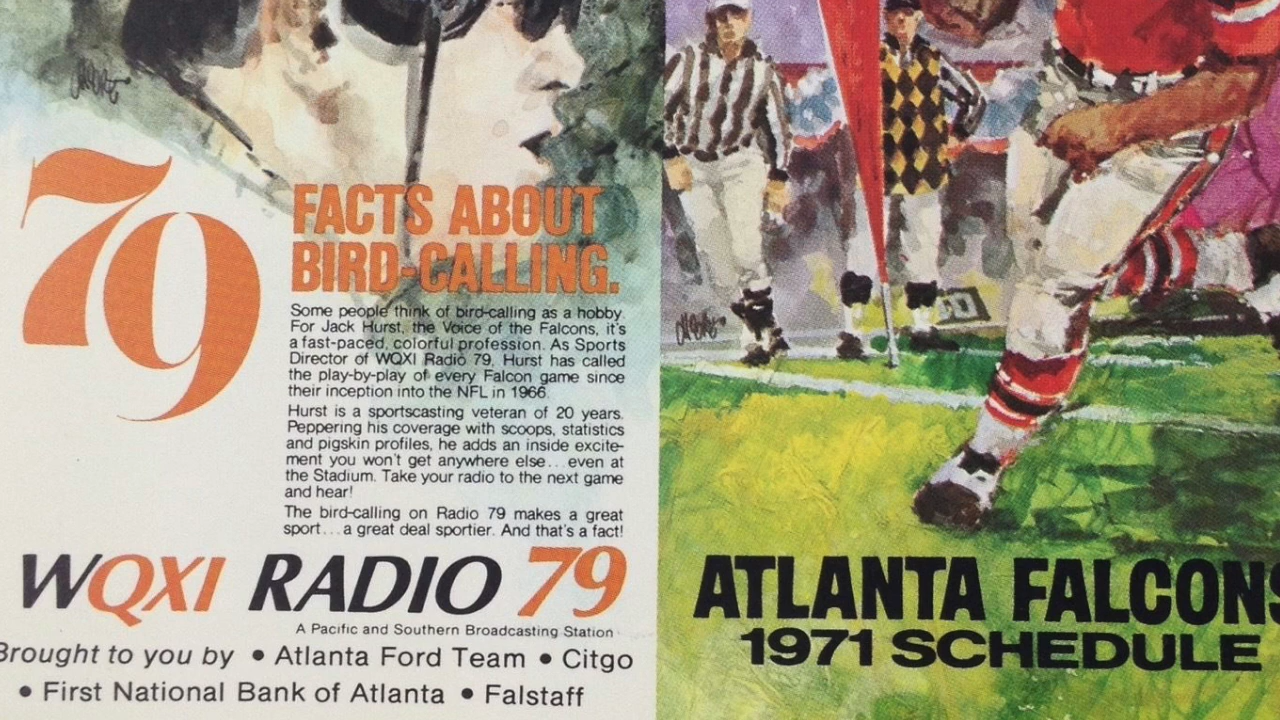 79
FACTS ABOUT
BIRD-CALLING.
Some people think of bird-calling as a hobby.
For Jack Hurst, the Voice of the Falcons, it's
a fast-paced, colorful profession. As Sports
Director of WQXI Radio 79, Hurst has called
the play-by-play of every Falcon game since
their inception into the NFL in 1966.
Hurst is a sportscasting veteran of 20 years.
Peppering his coverage with scoops, statistics
and pigskin profiles, he adds an inside excite-
ment you won't get anywhere else...even at
the Stadium. Take your radio to the next game
and hear!
The bird-calling on Radio 79 makes a great
sport...a great deal sportier. And that's a fact!
WQXI RADIO 79
A Pacific and Southern Broadcasting Station
Brought to you by • Atlanta Ford Team • Citgo
• First National Bank of Atlanta • Falstaff
ATLANTA FALCONS
1971 SCHEDULE